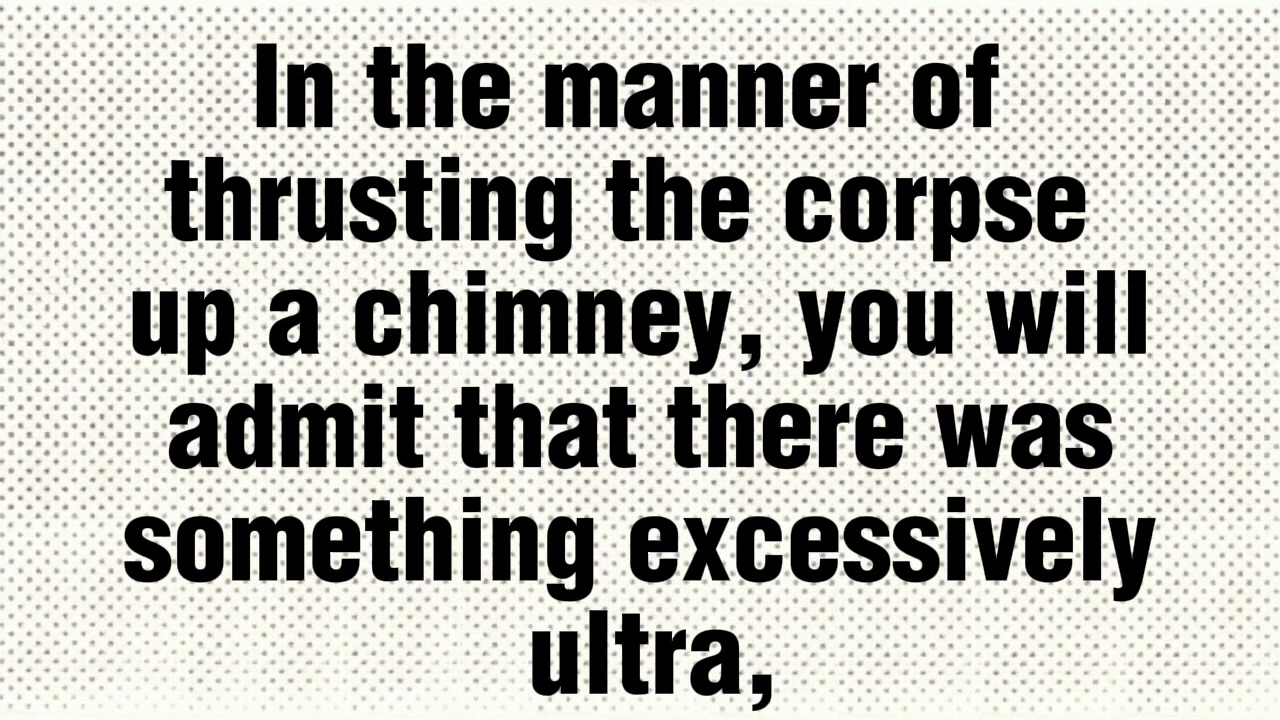 In the manner of
thrusting the corpse
up a chimney, you will
admit that there was
something excessively
ultra,